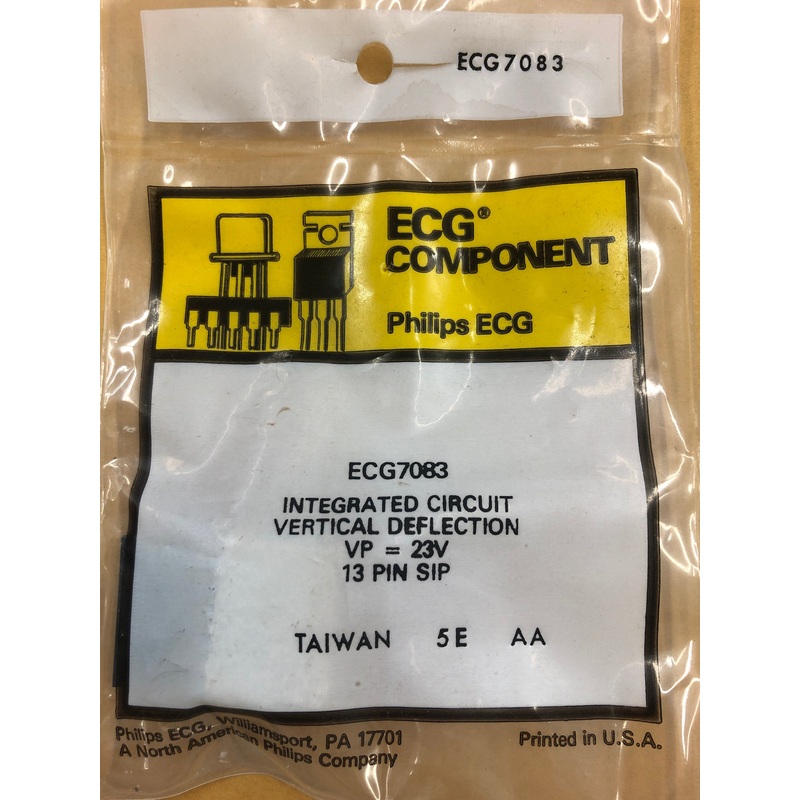 ECG7083
ECG®
COMPONENT
Philips ECG
ECG7083
INTEGRATED CIRCUIT
VERTICAL DEFLECTION
VP = 23V
13 PIN SIP
TAIWAN 5E AA
Philips ECG, Williamsport, PA 17701
A North American Philips Company
Printed in U.S.A.